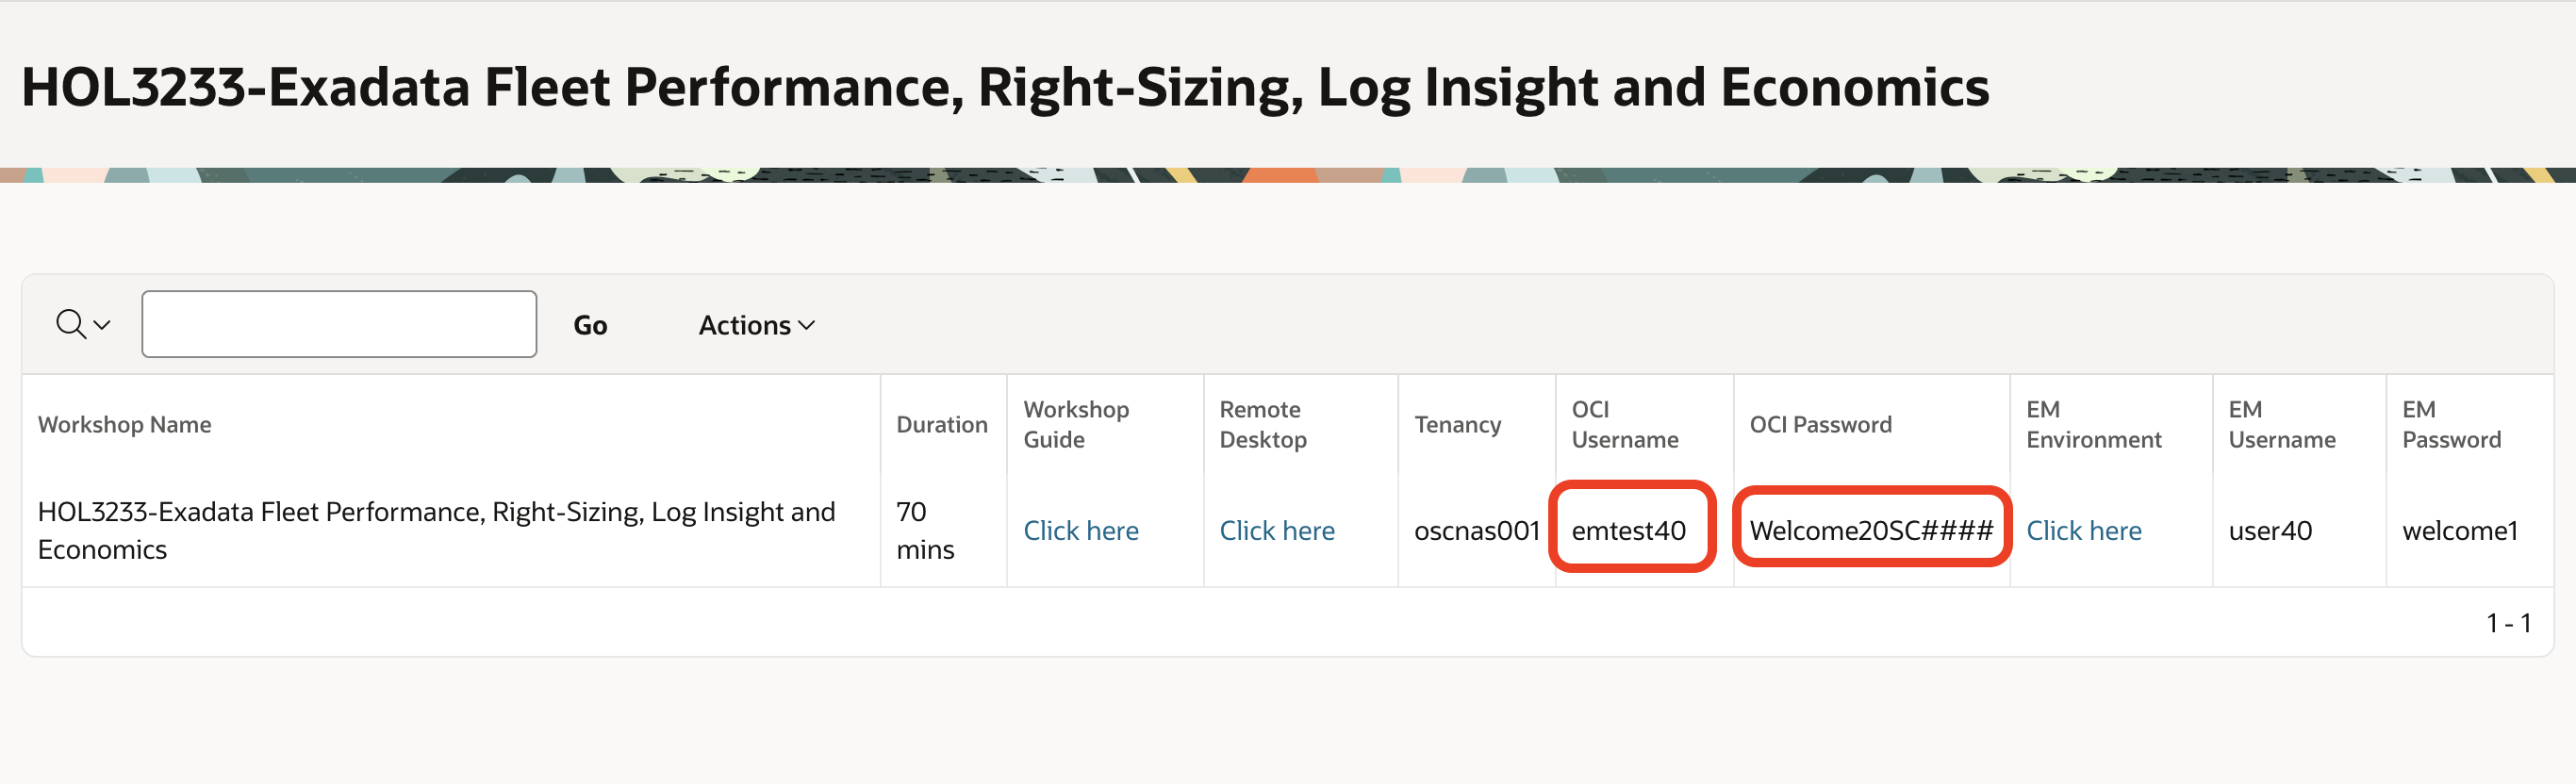 HOL3233-Exadata Fleet Performance, Right-Sizing, Log Insight and Economics
Go
Actions
Workshop Name
Duration
Workshop
Guide
Remote
Desktop
Tenancy
OCI
Username
OCI Password
EM
Environment
EM
Username
EM
Password
HOL3233-Exadata Fleet Performance, Right-Sizing, Log Insight and
Economics
70
mins
Click here
Click here
oscnas001
emtest40
Welcome20SC####
Click here
user40
welcome1
1 - 1